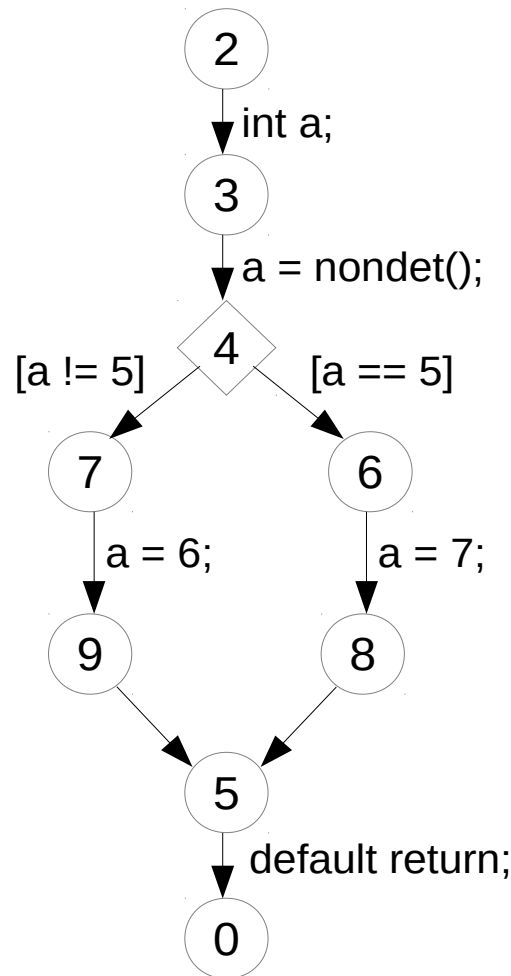 2
int a;
3
a = nondet();
4
[a != 5]
[a == 5]
7
6
a = 6;
a = 7;
9
8
5
default return;
0